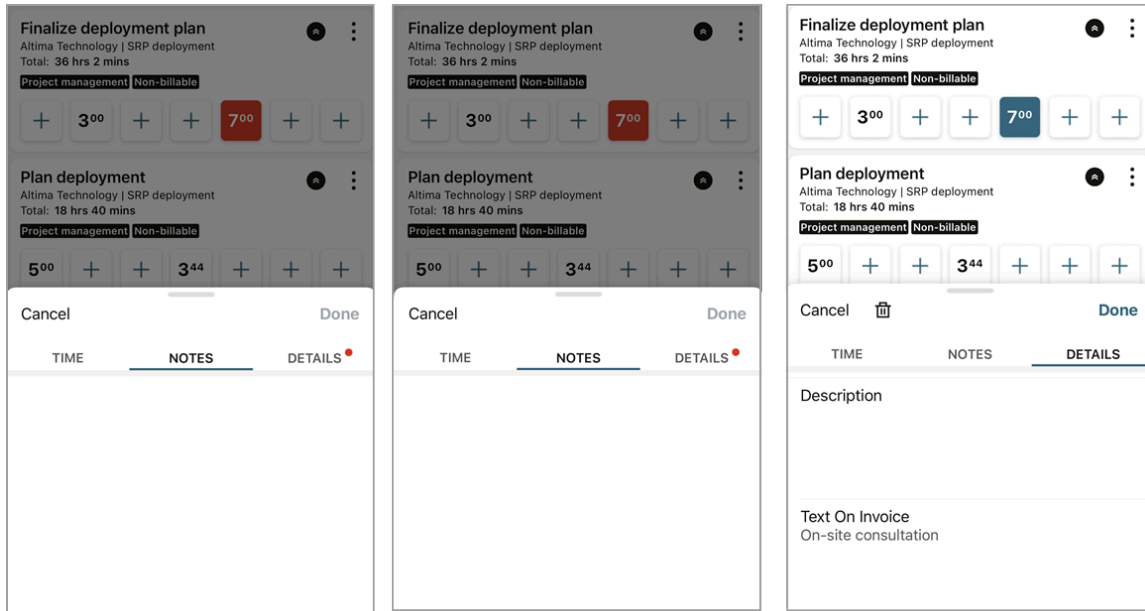 Finalize deployment plan
Altima Technology | SRP deployment
Total: 36 hrs 2 mins
Project management Non-billable
+ 3⁰⁰ + + 7⁰⁰ + +
Plan deployment
Altima Technology | SRP deployment
Total: 18 hrs 40 mins
Project management Non-billable
5⁰⁰ + + 3⁴⁴ + + +
Cancel Done
TIME NOTES DETAILS
Finalize deployment plan
Altima Technology | SRP deployment
Total: 36 hrs 2 mins
Project management Non-billable
+ 3⁰⁰ + + 7⁰⁰ + +
Plan deployment
Altima Technology | SRP deployment
Total: 18 hrs 40 mins
Project management Non-billable
5⁰⁰ + + 3⁴⁴ + + +
Cancel Done
TIME NOTES DETAILS
Finalize deployment plan
Altima Technology | SRP deployment
Total: 36 hrs 2 mins
Project management Non-billable
+ 3⁰⁰ + + 7⁰⁰ + +
Plan deployment
Altima Technology | SRP deployment
Total: 18 hrs 40 mins
Project management Non-billable
5⁰⁰ + + 3⁴⁴ + + +
Cancel Done
TIME NOTES DETAILS
Description
Text On Invoice
On-site consultation